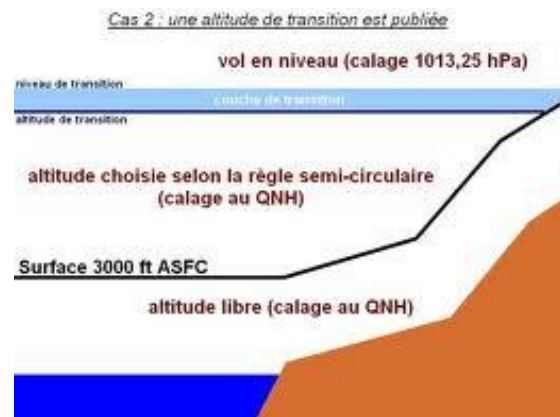 Cas 2 : une altitude de transition est publiée
vol en niveau (calage 1013,25 hPa)
niveau de transition
couche de transition
altitude de transition
altitude choisie selon la règle semi-circulaire
(calage au QNH)
Surface 3000 ft ASFC
altitude libre (calage au QNH)